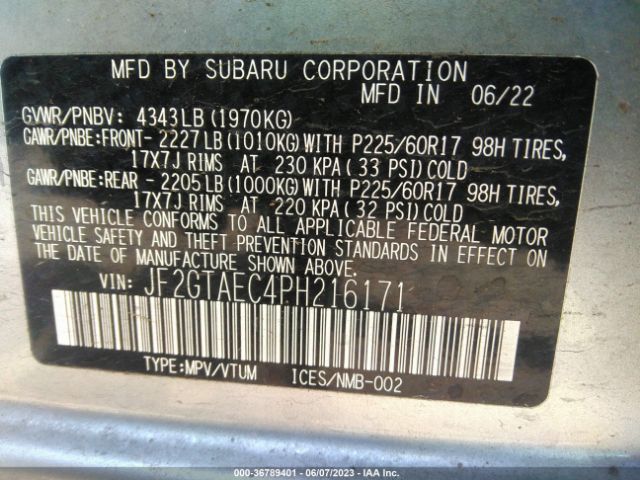 MFD BY SUBARU CORPORATION
MFD IN 06/22
GVWR/PNBV: 4343LB (1970KG)
GAWR/PNBE:FRONT- 2227LB(1010KG)WITH P225/60R17 98H TIRES,
17X7J RIMS AT 230 KPA(33 PSI)COLD
GAWR/PNBE:REAR - 2205LB(1000KG)WITH P225/60R17 98H TIRES,
17X7J RIMS AT 220 KPA(32 PSI)COLD
THIS VEHICLE CONFORMS TO ALL APPLICABLE FEDERAL MOTOR
VEHICLE SAFETY AND THEFT PREVENTION STANDARDS IN EFFECT ON
THE DATE OF MANUFACTURE SHOWN ABOVE.
VIN: JF2GTAEC4PH216171
TYPE:MPV/VTUM ICES/NMB-002
000-36789401 - 06/07/2023 - IAA Inc.